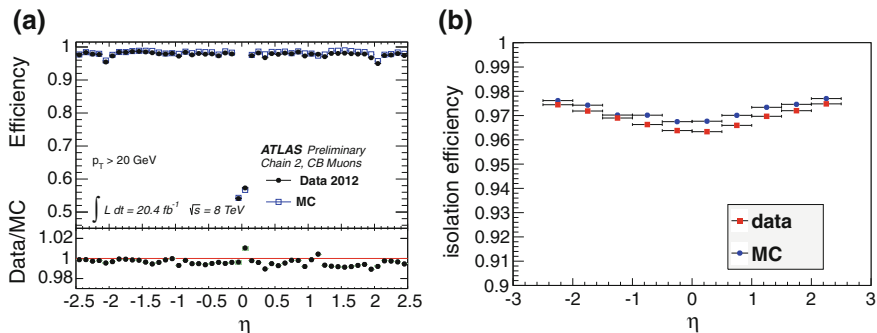 (a)
Efficiency
1
0.9
0.8
0.7
0.6
0.5
p_T > 20 GeV
ATLAS Preliminary
Chain 2, CB Muons
Data 2012
MC
∫ L dt = 20.4 fb⁻¹ √s = 8 TeV
Data/MC
1.02
1
0.98
-2.5 -2 -1.5 -1 -0.5 0 0.5 1 1.5 2 2.5
η
(b)
isolation efficiency
1
0.99
0.98
0.97
0.96
0.95
0.94
0.93
0.92
0.91
0.9
data
MC
-3 -2 -1 0 1 2 3
η